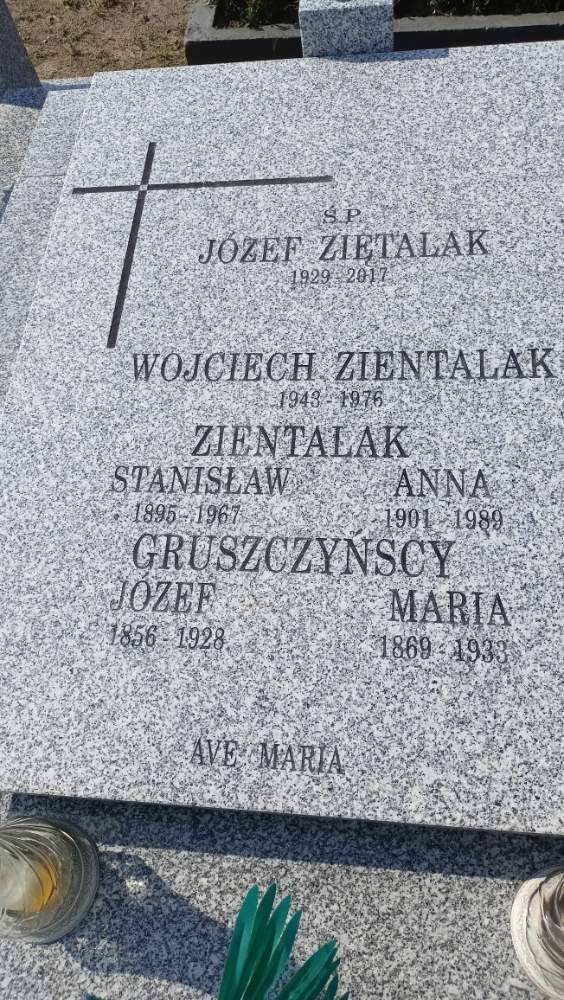 Ś.P
JÓZEF ZIĘTALAK
1929 - 2017
WOJCIECH ZIENTALAK
1943 - 1976
ZIENTALAK
STANISŁAW ANNA
1895 - 1967 1901 - 1989
GRUSZCZYŃSCY
JÓZEF MARIA
1856 - 1928 1869 - 1933
AVE MARIA